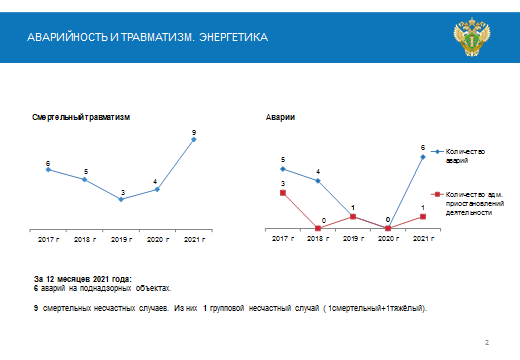 АВАРИЙНОСТЬ И ТРАВМАТИЗМ. ЭНЕРГЕТИКА
Смертельный травматизм
6
5
3
4
9
2017 г
2018 г
2019 г
2020 г
2021 г
Аварии
5
4
1
0
6
3
0
1
0
1
2017 г
2018 г
2019 г
2020 г
2021 г
Количество
аварий
Количество адм.
приостановлений
деятельности
За 12 месяцев 2021 года:
6 аварий на поднадзорных объектах.
9 смертельных несчастных случаев. Из них 1 групповой несчастный случай ( 1смертельный+1тяжёлый).
2